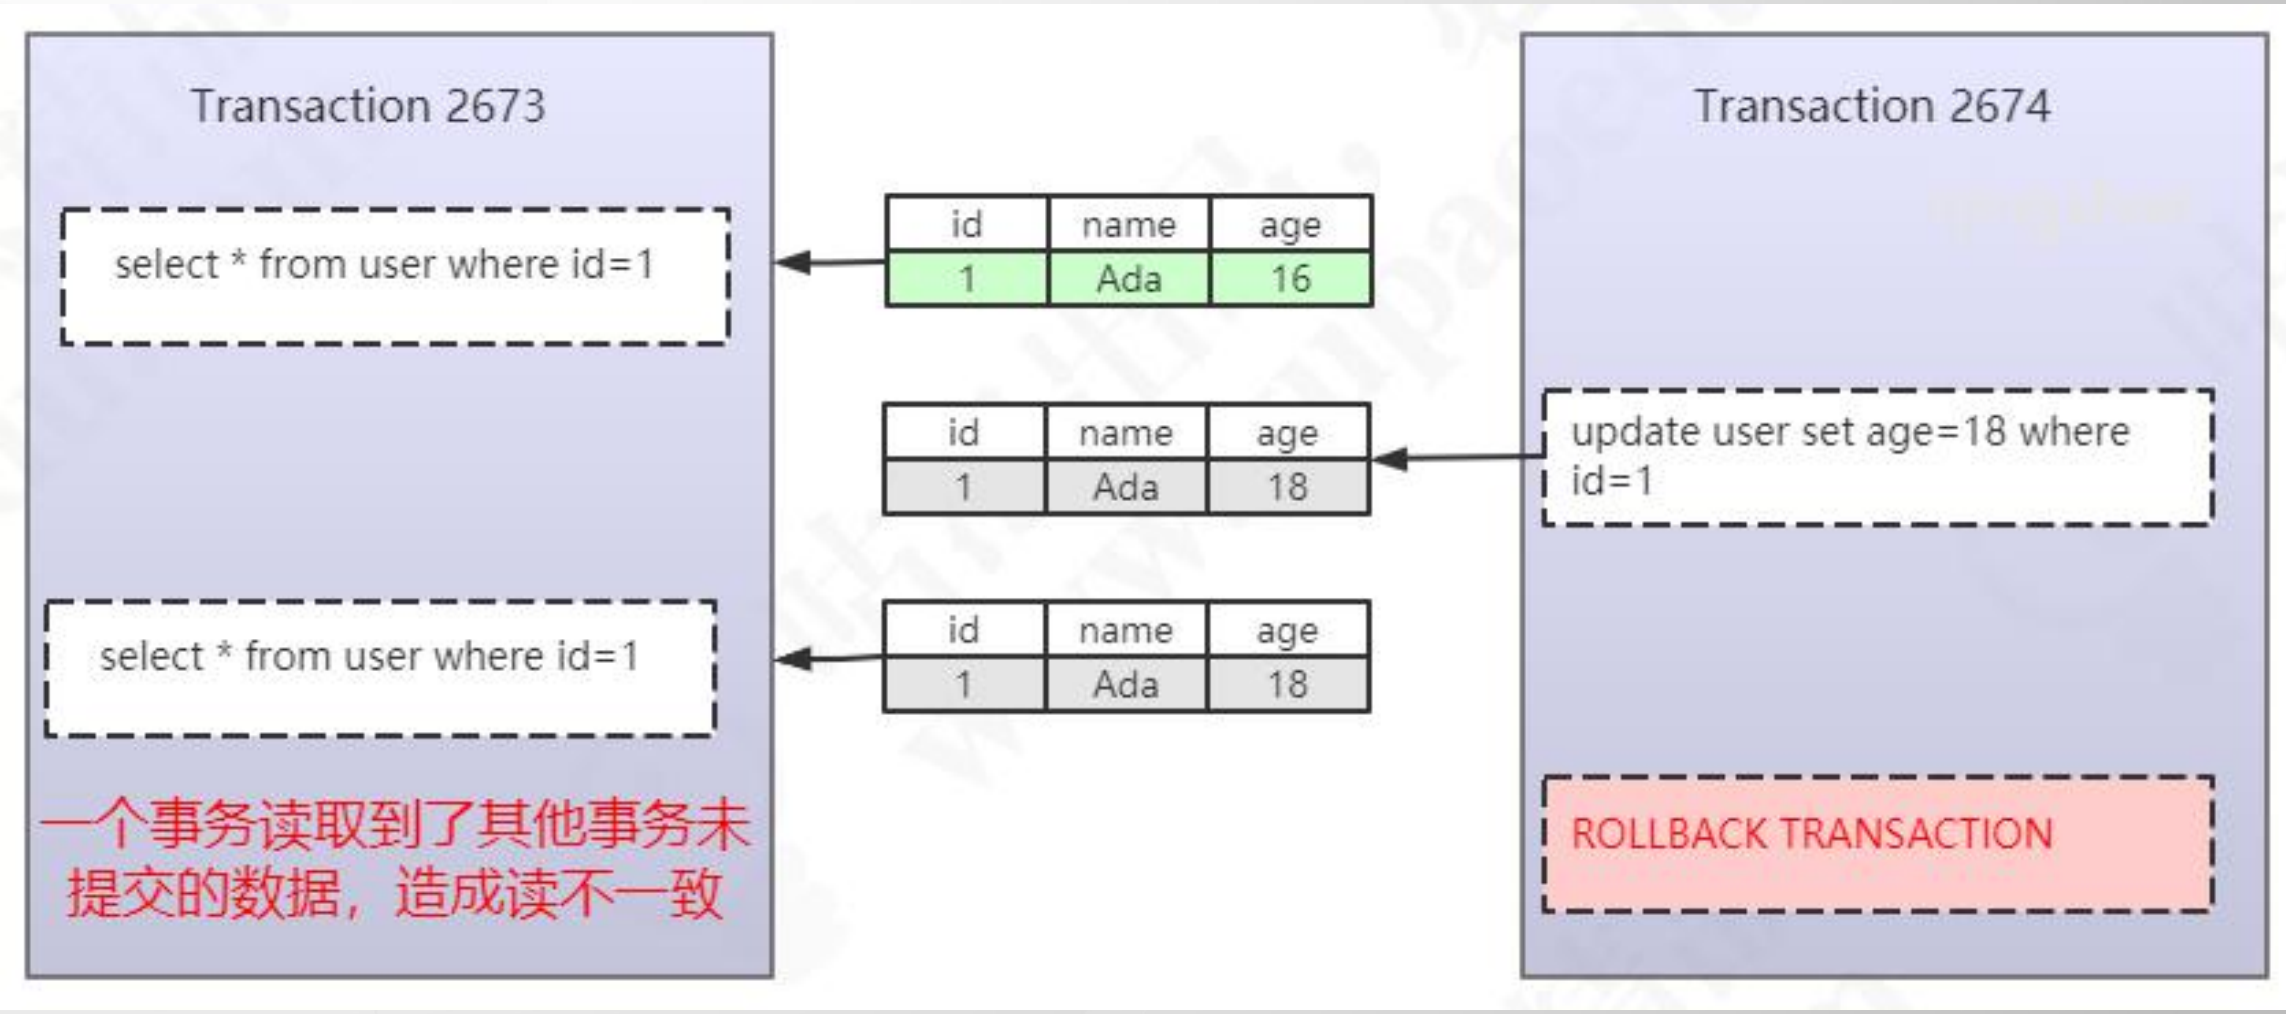 Transaction 2673
select * from user where id=1
select * from user where id=1
一个事务读取到了其他事务未
提交的数据，造成读不一致
id name age
1 Ada 16
id name age
1 Ada 18
id name age
1 Ada 18
Transaction 2674
update user set age=18 where
id=1
ROLLBACK TRANSACTION